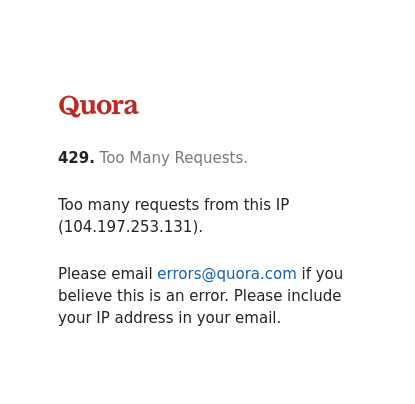 Quora
429. Too Many Requests.
Too many requests from this IP
(104.197.253.131).
Please email errors@quora.com if you
believe this is an error. Please include
your IP address in your email.